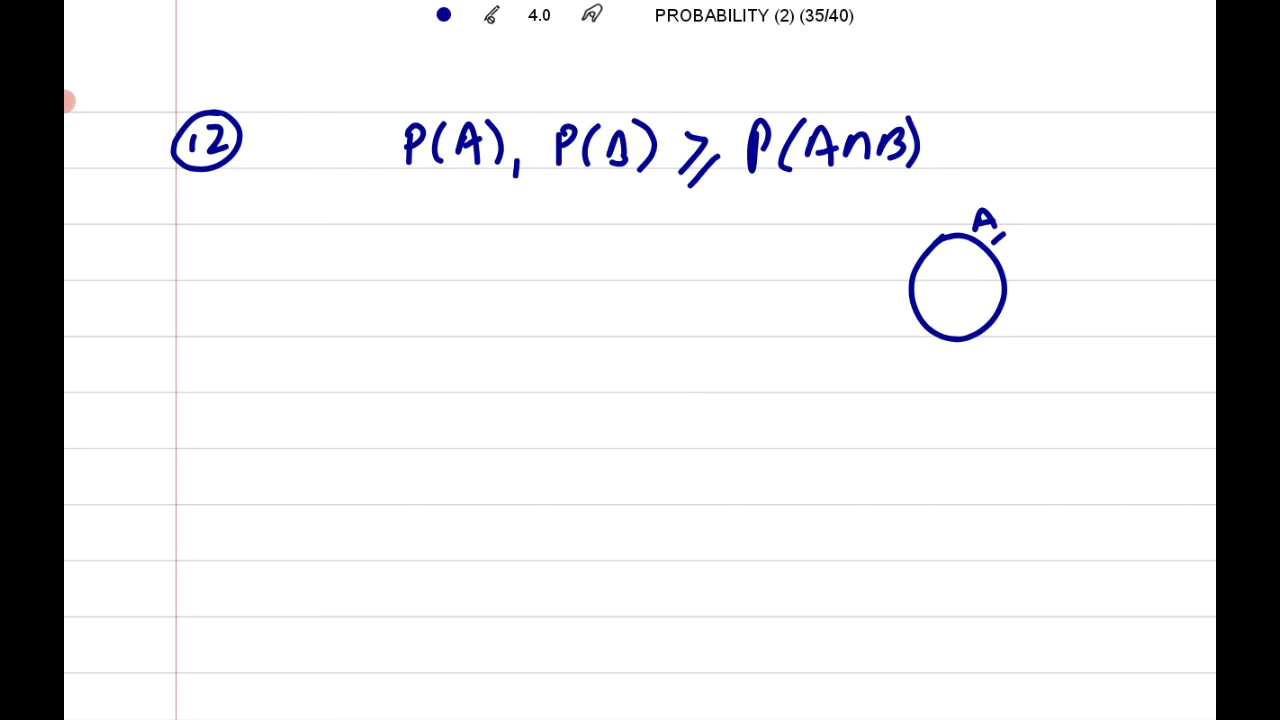 4.0 PROBABILITY (2) (35/40)
12 P(A), P(B) ⩾ P(A∩B)
A,